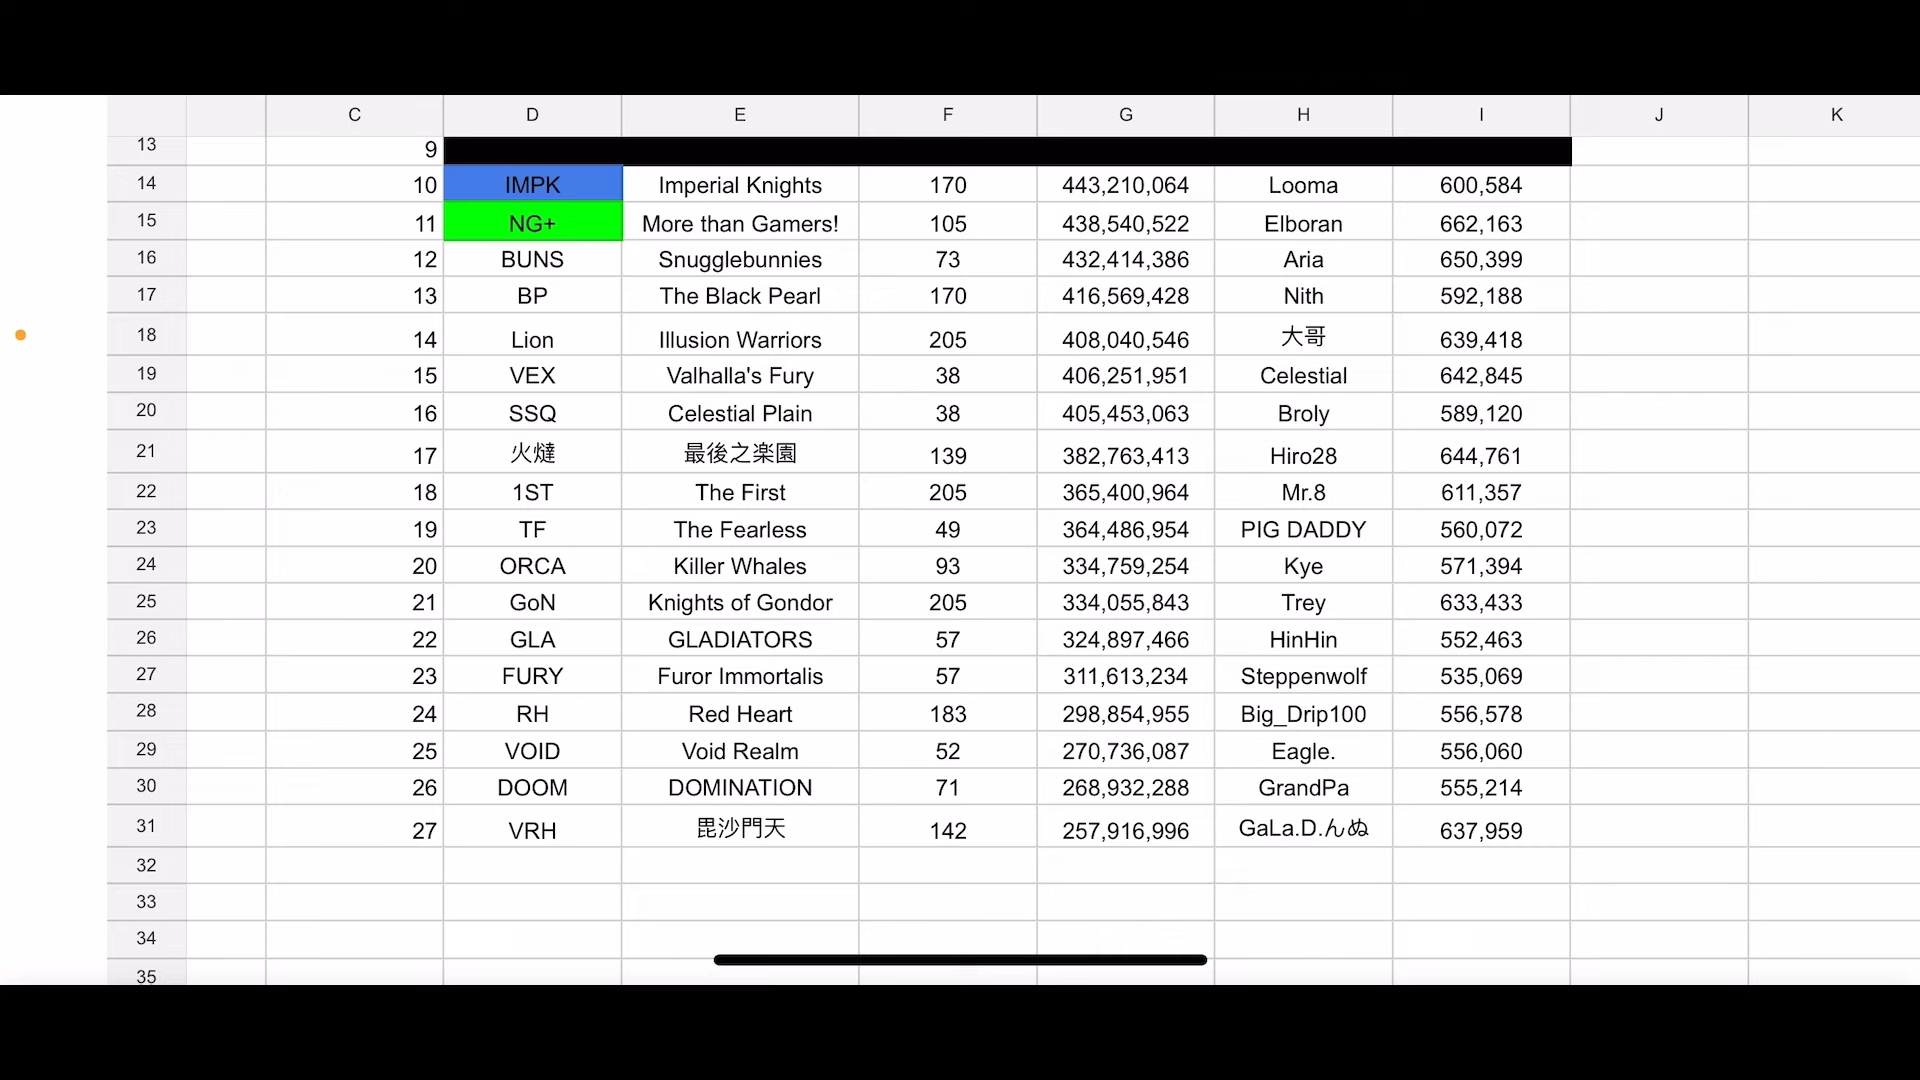 C D E F G H I J K
13 9
14 10 IMPK Imperial Knights 170 443,210,064 Looma 600,584
15 11 NG+ More than Gamers! 105 438,540,522 Elboran 662,163
16 12 BUNS Snugglebunnies 73 432,414,386 Aria 650,399
17 13 BP The Black Pearl 170 416,569,428 Nith 592,188
18 14 Lion Illusion Warriors 205 408,040,546 大哥 639,418
19 15 VEX Valhalla's Fury 38 406,251,951 Celestial 642,845
20 16 SSQ Celestial Plain 38 405,453,063 Broly 589,120
21 17 火燵 最後之楽園 139 382,763,413 Hiro28 644,761
22 18 1ST The First 205 365,400,964 Mr.8 611,357
23 19 TF The Fearless 49 364,486,954 PIG DADDY 560,072
24 20 ORCA Killer Whales 93 334,759,254 Kye 571,394
25 21 GoN Knights of Gondor 205 334,055,843 Trey 633,433
26 22 GLA GLADIATORS 57 324,897,466 HinHin 552,463
27 23 FURY Furor Immortalis 57 311,613,234 Steppenwolf 535,069
28 24 RH Red Heart 183 298,854,955 Big_Drip100 556,578
29 25 VOID Void Realm 52 270,736,087 Eagle. 556,060
30 26 DOOM DOMINATION 71 268,932,288 GrandPa 555,214
31 27 VRH 毘沙門天 142 257,916,996 GaLa.D.んぬ 637,959
32
33
34
35